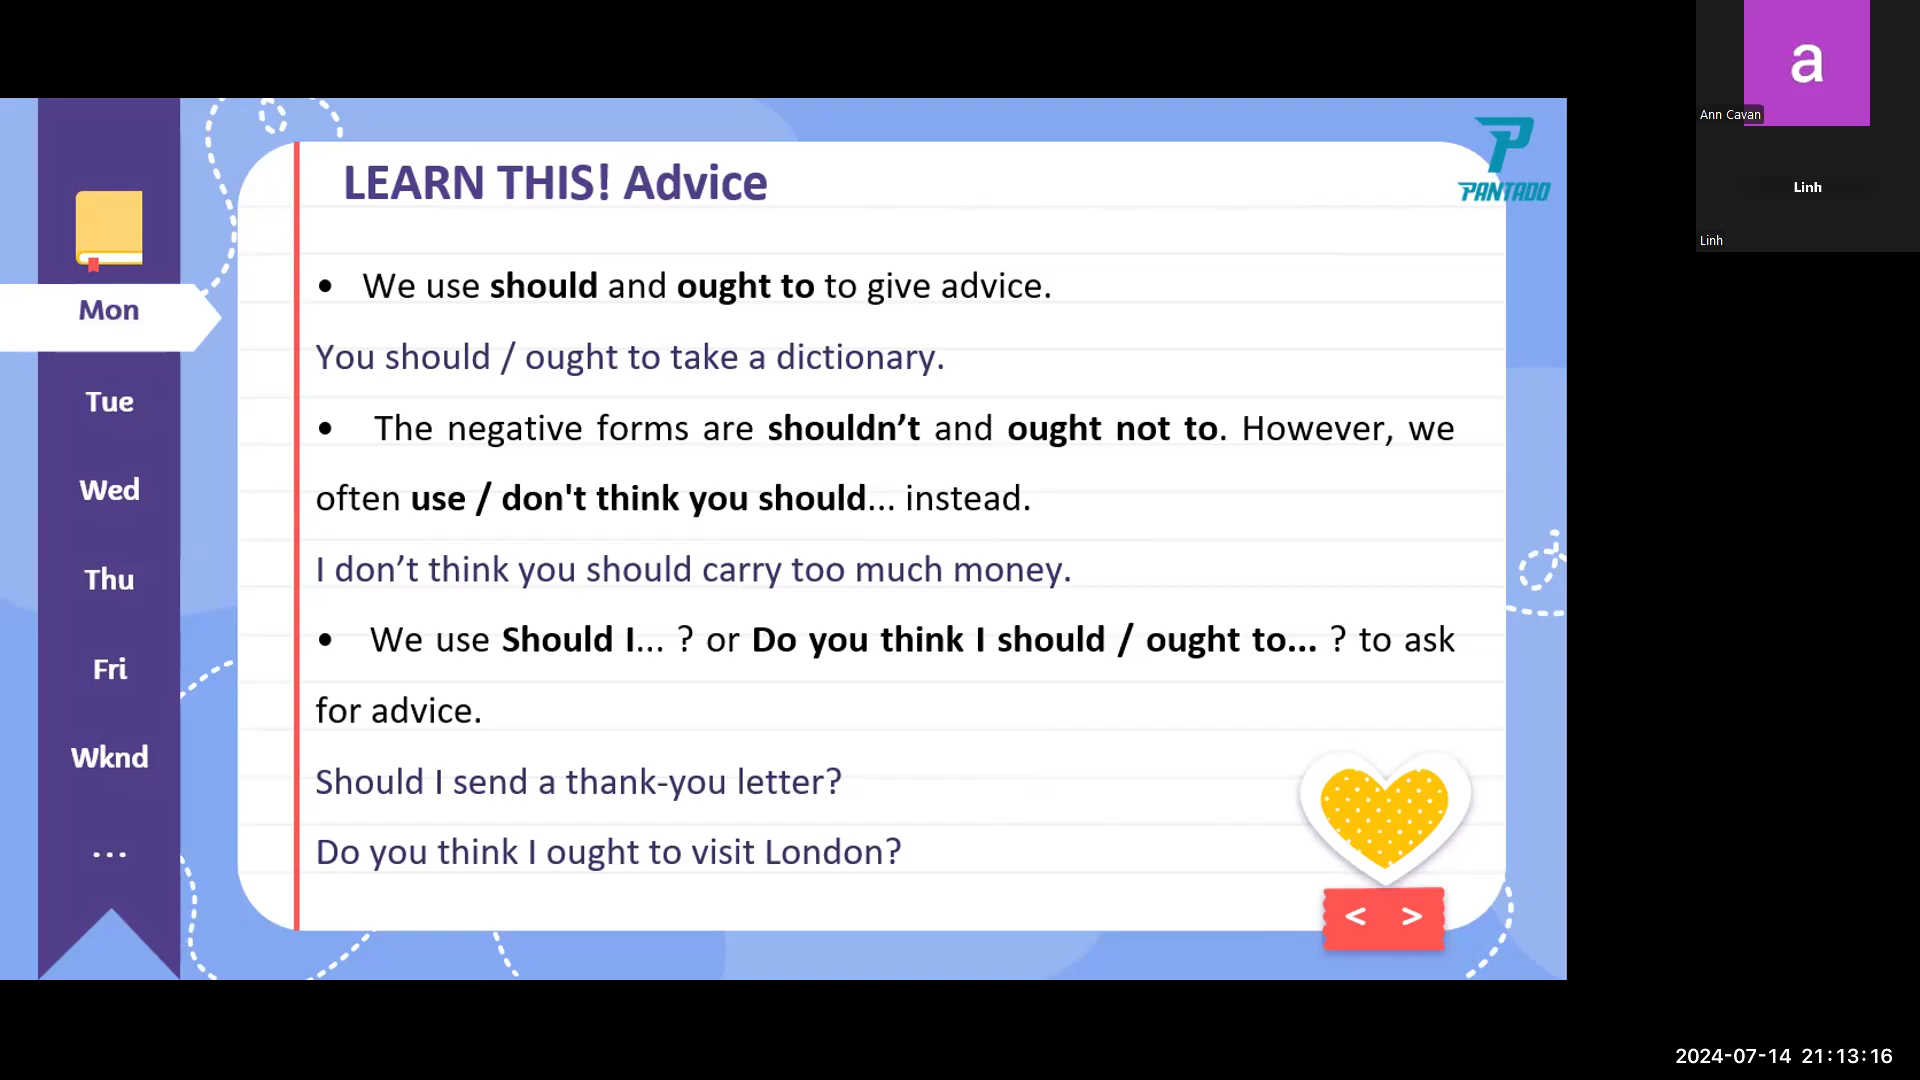 a
Ann Cavan
Linh
Linh
P
PANTADO
LEARN THIS! Advice
• We use should and ought to to give advice.
You should / ought to take a dictionary.
• The negative forms are shouldn’t and ought not to. However, we
often use / don't think you should... instead.
I don’t think you should carry too much money.
• We use Should I... ? or Do you think I should / ought to... ? to ask
for advice.
Should I send a thank-you letter?
Do you think I ought to visit London?
Mon
Tue
Wed
Thu
Fri
Wknd
...
< >
2024-07-14 21:13:16